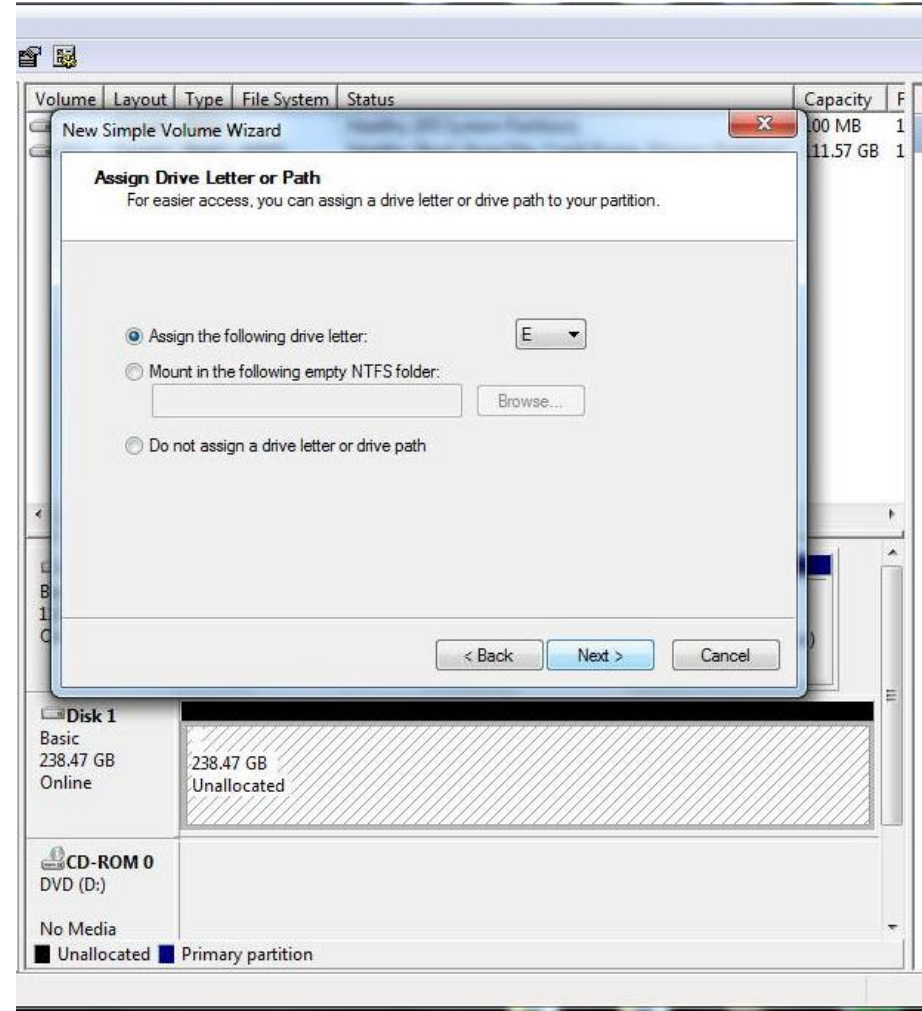 Volume Layout Type File System Status Capacity F
New Simple Volume Wizard
100 MB 1
111.57 GB 1
Assign Drive Letter or Path
For easier access, you can assign a drive letter or drive path to your partition.
Assign the following drive letter: E
Mount in the following empty NTFS folder:
Browse...
Do not assign a drive letter or drive path
< Back Next > Cancel
Disk 1
Basic
238.47 GB
Online
238.47 GB
Unallocated
CD-ROM 0
DVD (D:)
No Media
Unallocated Primary partition